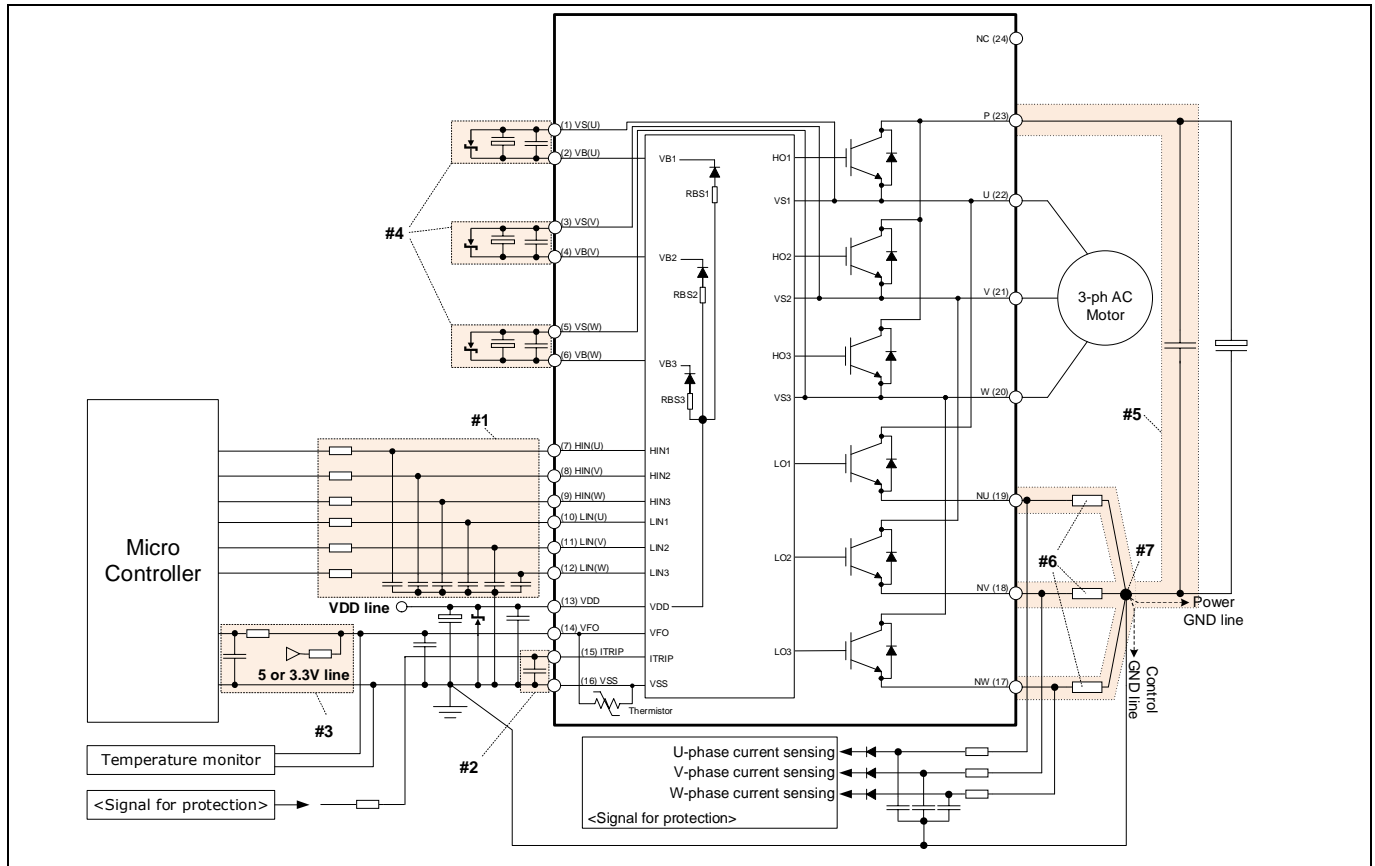 NC (24)
P (23)
U (22)
V (21)
W (20)
NU (19)
NV (18)
NW (17)
(1) VS(U)
(2) VB(U)
(3) VS(V)
(4) VB(V)
(5) VS(W)
(6) VB(W)
(7) HIN(U)
(8) HIN(V)
(9) HIN(W)
(10) LIN(U)
(11) LIN(V)
(12) LIN(W)
(13) VDD
(14) VFO
(15) ITRIP
(16) VSS
VB1
RBS1
VB2
RBS2
VB3
RBS3
HIN1
HIN2
HIN3
LIN1
LIN2
LIN3
VDD
VFO
ITRIP
VSS
Thermistor
HO1
VS1
HO2
VS2
HO3
VS3
LO1
LO2
LO3
3-ph AC
Motor
#4
#1
#5
#6
#7
Power
GND line
Control
GND line
Micro
Controller
VDD line
5 or 3.3V line
#3
#2
Temperature monitor
<Signal for protection>
U-phase current sensing
V-phase current sensing
W-phase current sensing
<Signal for protection>